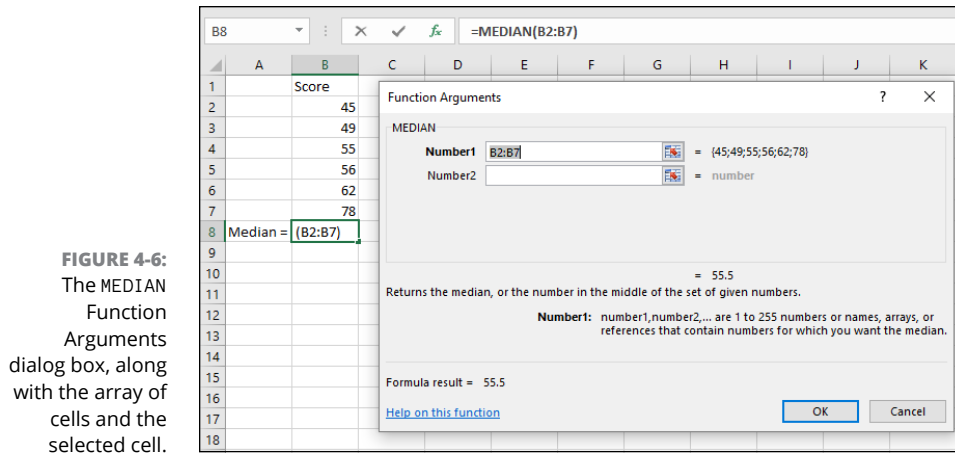 B8 fx =MEDIAN(B2:B7)
A B C D E F G H I J K
1 Score
2 45
3 49
4 55
5 56
6 62
7 78
8 Median = (B2:B7)
9
10
11
12
13
14
15
16
17
18
Function Arguments ? ×
MEDIAN
Number1 B2:B7 = {45;49;55;56;62;78}
Number2 = number
= 55.5
Returns the median, or the number in the middle of the set of given numbers.
Number1: number1,number2,... are 1 to 255 numbers or names, arrays, or
references that contain numbers for which you want the median.
Formula result = 55.5
Help on this function OK Cancel
FIGURE 4-6:
The MEDIAN
Function
Arguments
dialog box, along
with the array of
cells and the
selected cell.